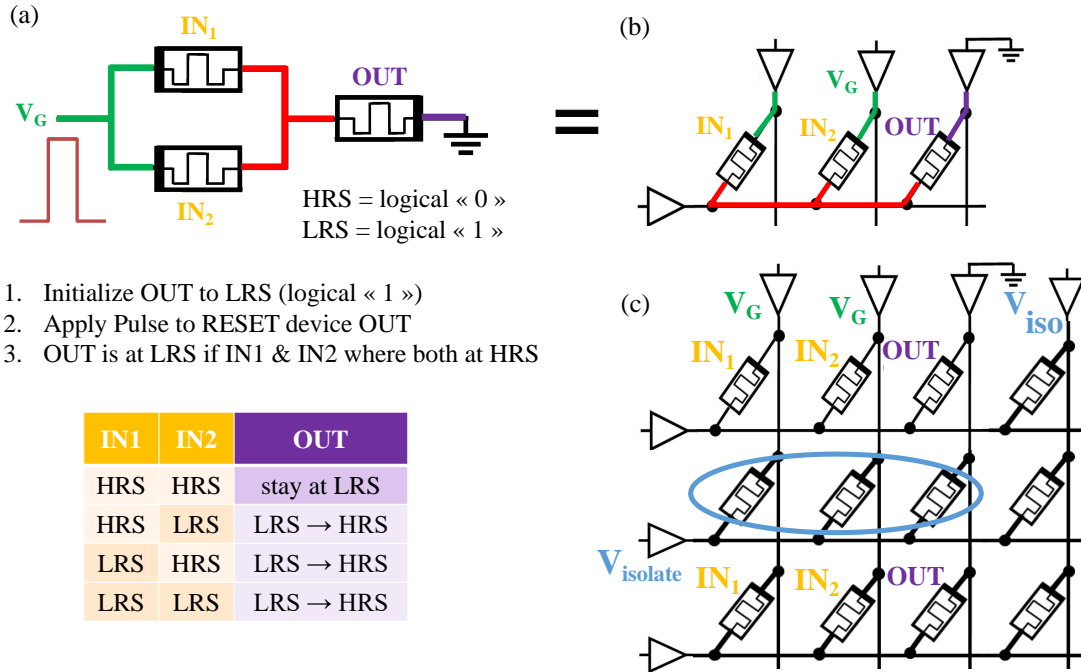 (a)
IN1
OUT
VG
IN2
HRS = logical « 0 »
LRS = logical « 1 »
=
(b)
VG
IN1
IN2
OUT
1. Initialize OUT to LRS (logical « 1 »)
2. Apply Pulse to RESET device OUT
3. OUT is at LRS if IN1 & IN2 where both at HRS
IN1 IN2 OUT
HRS HRS stay at LRS
HRS LRS LRS → HRS
LRS HRS LRS → HRS
LRS LRS LRS → HRS
(c)
VG
VG
Viso
IN1
IN2
OUT
Visolate
IN1
IN2
OUT